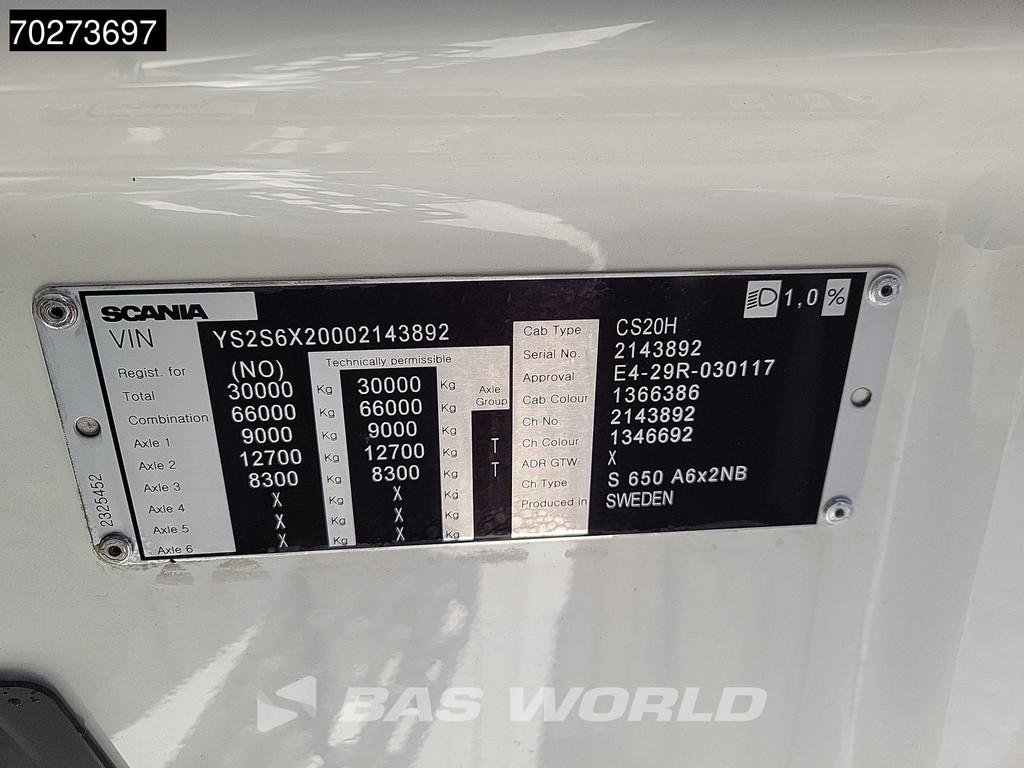 70273697
SCANIA
1,0 %
VIN YS2S6X20002143892
Technically permissible
Regist. for (NO)
Total 30000 Kg 30000 Kg Axle Group
Combination 66000 Kg 66000 Kg
Axle 1 9000 Kg 9000 Kg
Axle 2 12700 Kg 12700 Kg T
Axle 3 8300 Kg 8300 Kg T
Axle 4 X Kg X Kg
Axle 5 X Kg X Kg
Axle 6 X Kg X Kg
Cab Type CS20H
Serial No. 2143892
Approval E4-29R-030117
Cab Colour 1366386
Ch No. 2143892
Ch Colour 1346692
ADR GTW X
Ch Type S 650 A6x2NB
Produced in SWEDEN
2325452
BAS WORLD